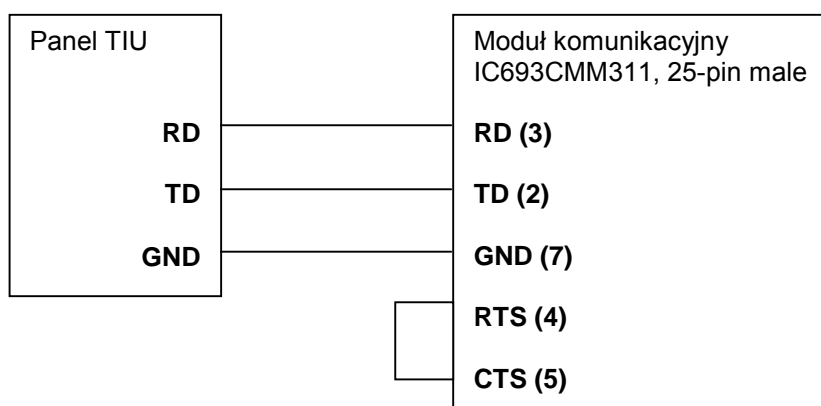 Panel TIU
RD
TD
GND
Moduł komunikacyjny
IC693CMM311, 25-pin male
RD (3)
TD (2)
GND (7)
RTS (4)
CTS (5)